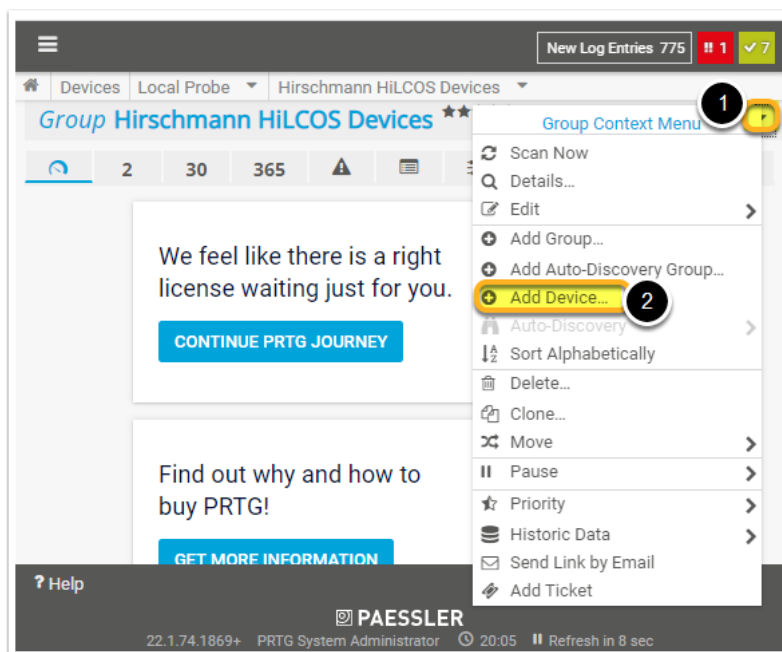 New Log Entries 775 1 7
Devices Local Probe Hirschmann HiLCOS Devices
Group Hirschmann HiLCOS Devices
1
Group Context Menu
2 30 365
Scan Now
Details...
Edit
Add Group...
Add Auto-Discovery Group...
Add Device...
2
Auto-Discovery
Sort Alphabetically
Delete...
Clone...
Move
Pause
Priority
Historic Data
Send Link by Email
Add Ticket
We feel like there is a right
license waiting just for you.
CONTINUE PRTG JOURNEY
Find out why and how to
buy PRTG!
GET MORE INFORMATION
? Help
PAESSLER
22.1.74.1869+ PRTG System Administrator 20:05 Refresh in 8 sec